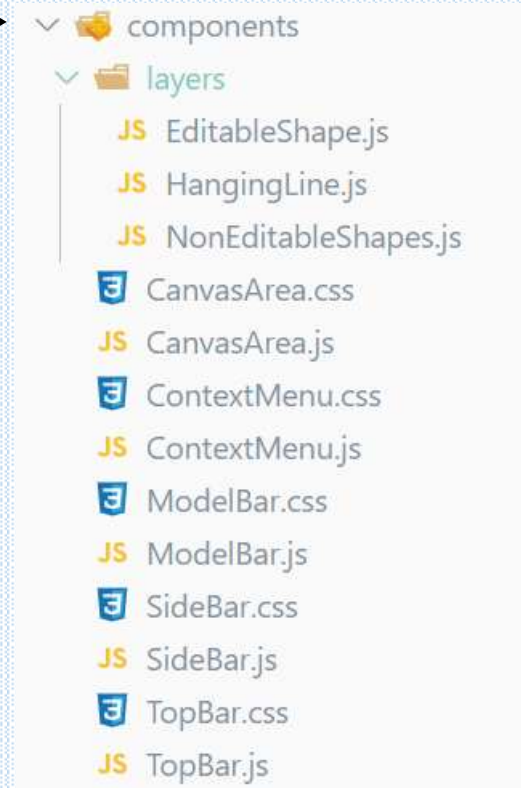 components
layers
JS EditableShape.js
JS HangingLine.js
JS NonEditableShapes.js
CanvasArea.css
JS CanvasArea.js
ContextMenu.css
JS ContextMenu.js
ModelBar.css
JS ModelBar.js
SideBar.css
JS SideBar.js
TopBar.css
JS TopBar.js